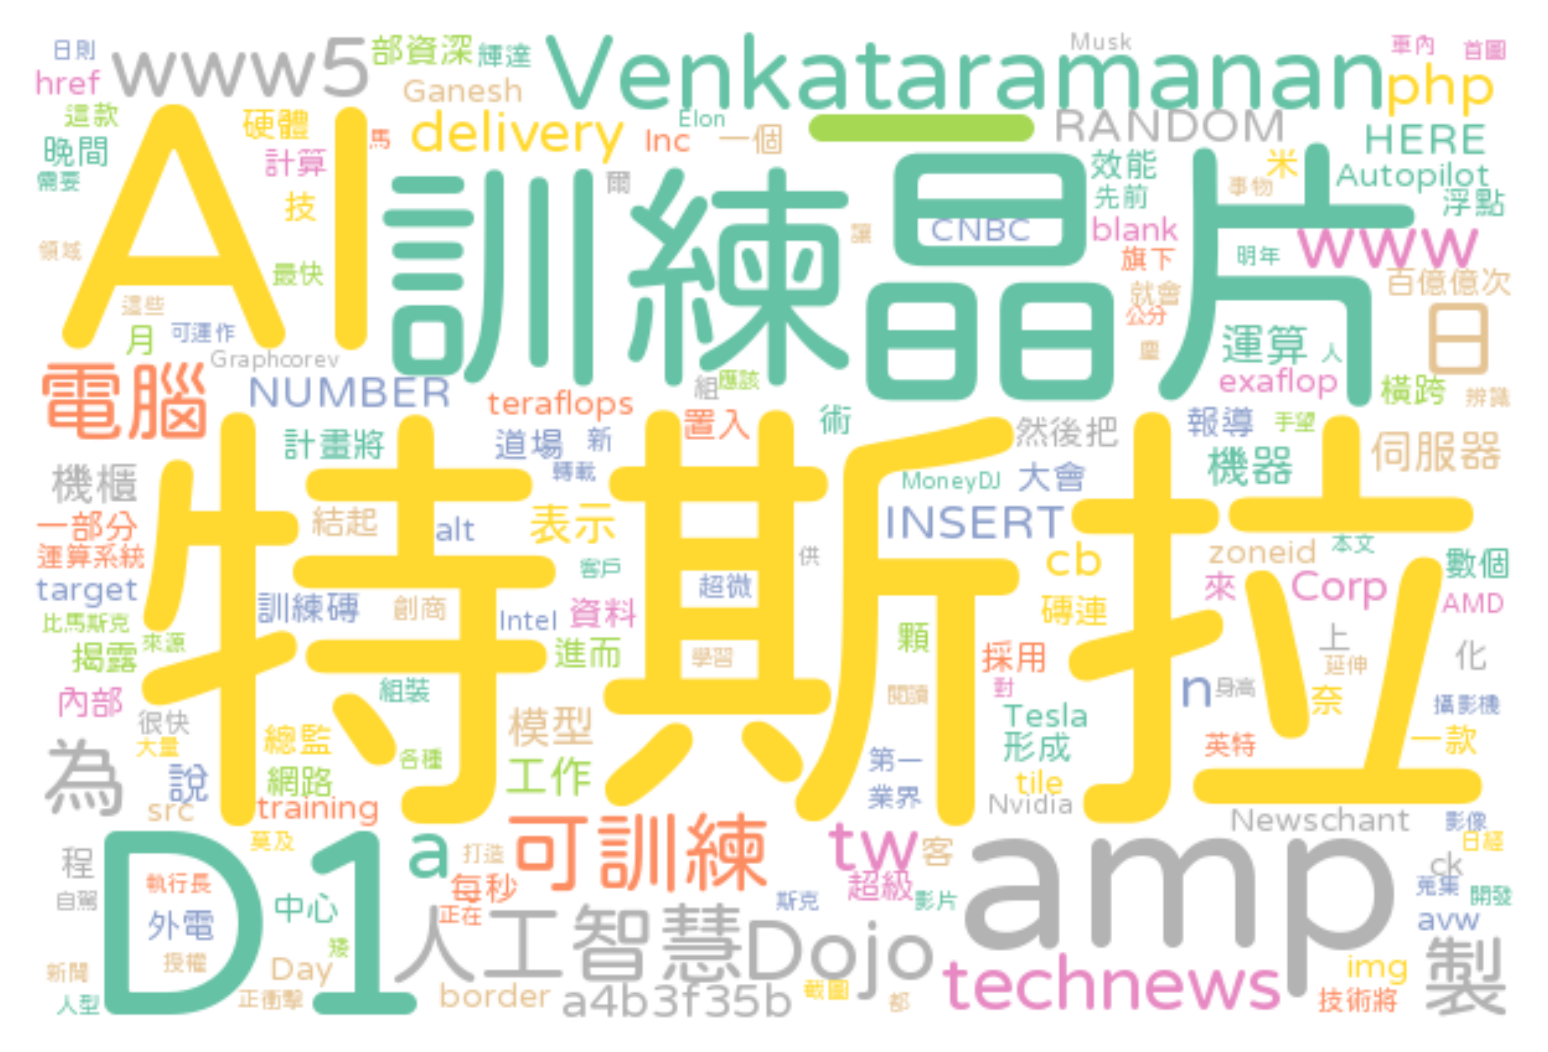 日則 www5 部資深 輝達 Venkataramanan Musk 車內 首圖
href Ganesh php
這款 硬體 delivery Elon Inc 一個 RANDOM HERE
晚間 計算 馬 效能 米 Autopilot
需要 AI 訓練晶片 爾 先前 事物 浮點
技 CNBC blank www
領域 最快 讓 旗下 明年 百億億次
這些 就會 公分 日
月 可運作 運算 人
Graphcorev 塵
電腦 NUMBER 組 應該 exaflop 橫跨 辨識
teraflops 置入 術 報導 手望
計畫將 道場 新 然後把 機器 伺服器
機櫃 轉載 MoneyDJ 大會
一部分 結起 alt 表示 INSERT
運算系統 特斯拉 供 cb zoneid 本文 數個
target 客戶 超微 來 Corp AMD
訓練磚 創商 Intel 資料 磚連
比馬斯克 來源 顆 上 化
揭露 進而 學習 採用 延伸
內部 組裝 閱讀 對 n 身高 奈 攝影機
很快 模型 Tesla
大量 總監 各種 形成 英特 一款
為 說 網路 工作 第一 tile
src training 業界 Nvidia Newschant 影像
莫及 可訓練 tw 客 日經
程 D1 a 打造 amp ck
自駕 執行長 每秒 超級 蒐集 開發
中心 正在 斯克 影片
外電 人工智慧 Dojo avw
矮
新聞 授權 Day technews img 製
人型 正衝擊 border a4b3f35b 截圖 都 技術將